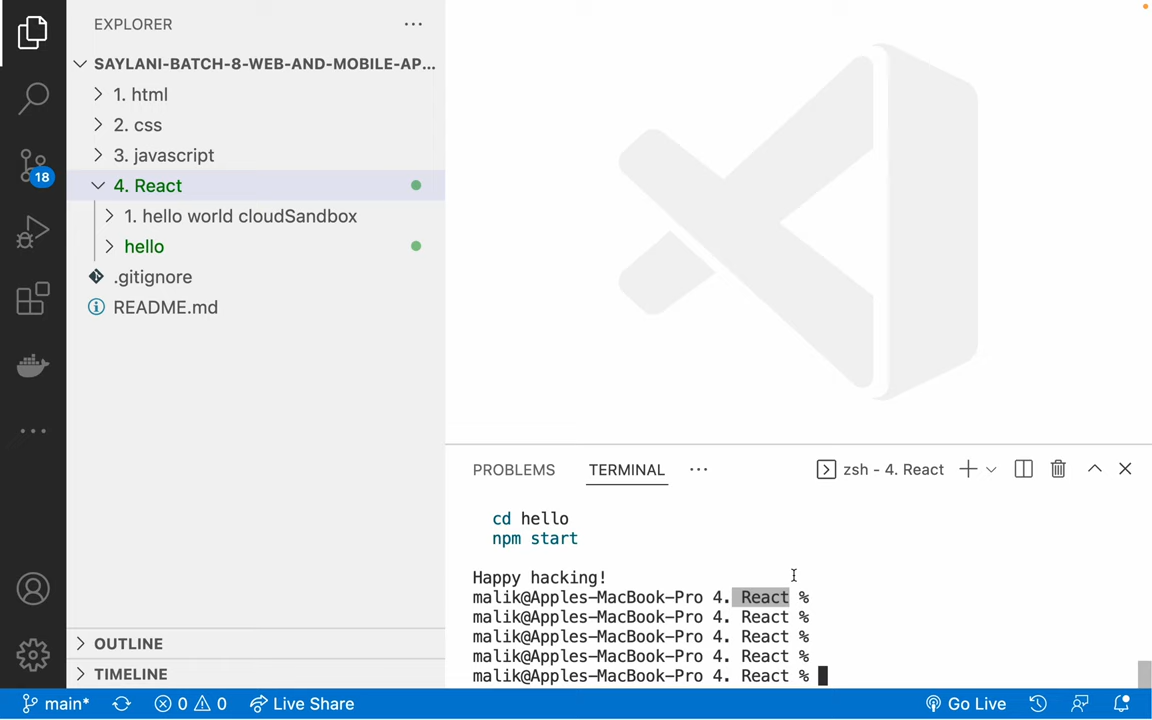 EXPLORER
SAYLANI-BATCH-8-WEB-AND-MOBILE-AP...
1. html
2. css
3. javascript
4. React
1. hello world cloudSandbox
hello
.gitignore
README.md
18
OUTLINE
TIMELINE
PROBLEMS TERMINAL zsh - 4. React
cd hello
npm start
Happy hacking!
malik@Apples-MacBook-Pro 4. React %
malik@Apples-MacBook-Pro 4. React %
malik@Apples-MacBook-Pro 4. React %
malik@Apples-MacBook-Pro 4. React %
malik@Apples-MacBook-Pro 4. React %
main* 0 0 Live Share Go Live